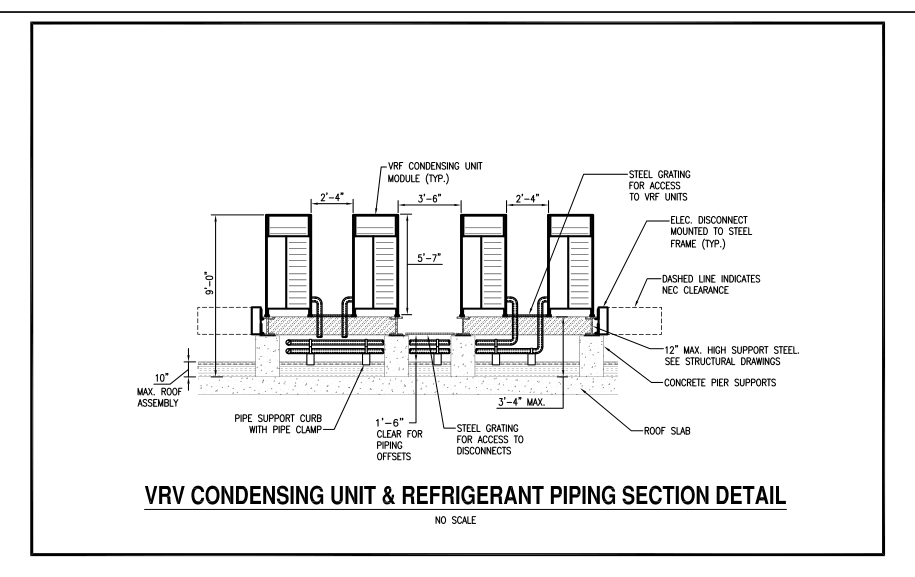 VRF CONDENSING UNIT
MODULE (TYP.)
STEEL GRATING
FOR ACCESS
TO VRF UNITS
2'-4"
3'-6"
2'-4"
ELEC. DISCONNECT
MOUNTED TO STEEL
FRAME (TYP.)
5'-7"
9'-0"
DASHED LINE INDICATES
NEC CLEARANCE
12" MAX. HIGH SUPPORT STEEL.
SEE STRUCTURAL DRAWINGS
10"
MAX. ROOF
ASSEMBLY
CONCRETE PIER SUPPORTS
3'-4" MAX.
PIPE SUPPORT CURB
WITH PIPE CLAMP
1'-6"
CLEAR FOR
PIPING
OFFSETS
STEEL GRATING
FOR ACCESS TO
DISCONNECTS
ROOF SLAB
VRV CONDENSING UNIT & REFRIGERANT PIPING SECTION DETAIL
NO SCALE